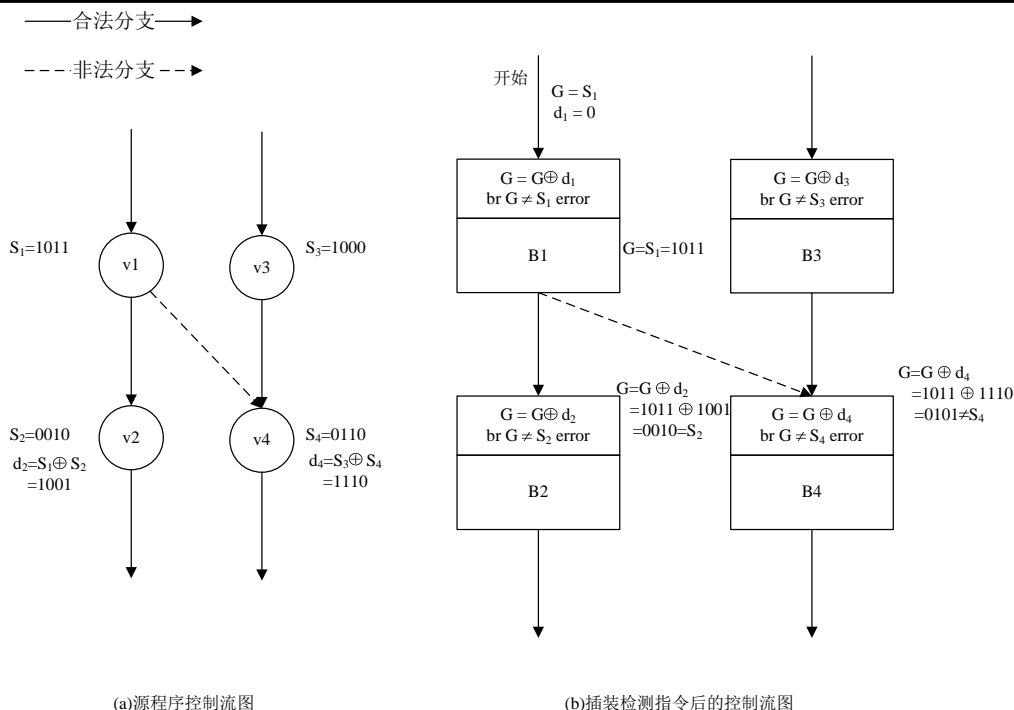 合法分支
非法分支
S₁=1011
v1
v3
S₃=1000
S₂=0010
d₂=S₁⊕S₂
=1001
v2
v4
S₄=0110
d₄=S₃⊕S₄
=1110
(a)源程序控制流图
开始
G = S₁
d₁ = 0
G = G⊕ d₁
br G ≠ S₁ error
B1
G=S₁=1011
G = G⊕ d₃
br G ≠ S₃ error
B3
G=G ⊕ d₂
=1011 ⊕ 1001
=0010=S₂
G = G⊕ d₂
br G ≠ S₂ error
B2
G=G ⊕ d₄
=1011 ⊕ 1110
=0101≠S₄
G = G ⊕ d₄
br G ≠ S₄ error
B4
(b)插装检测指令后的控制流图